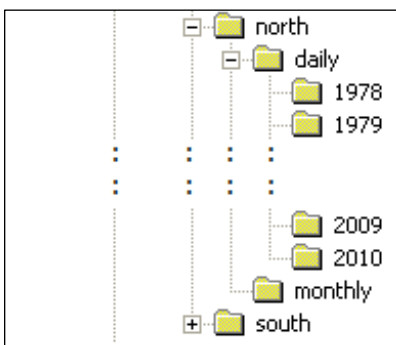 north
daily
1978
1979
: : : :
: : : :
2009
2010
monthly
south